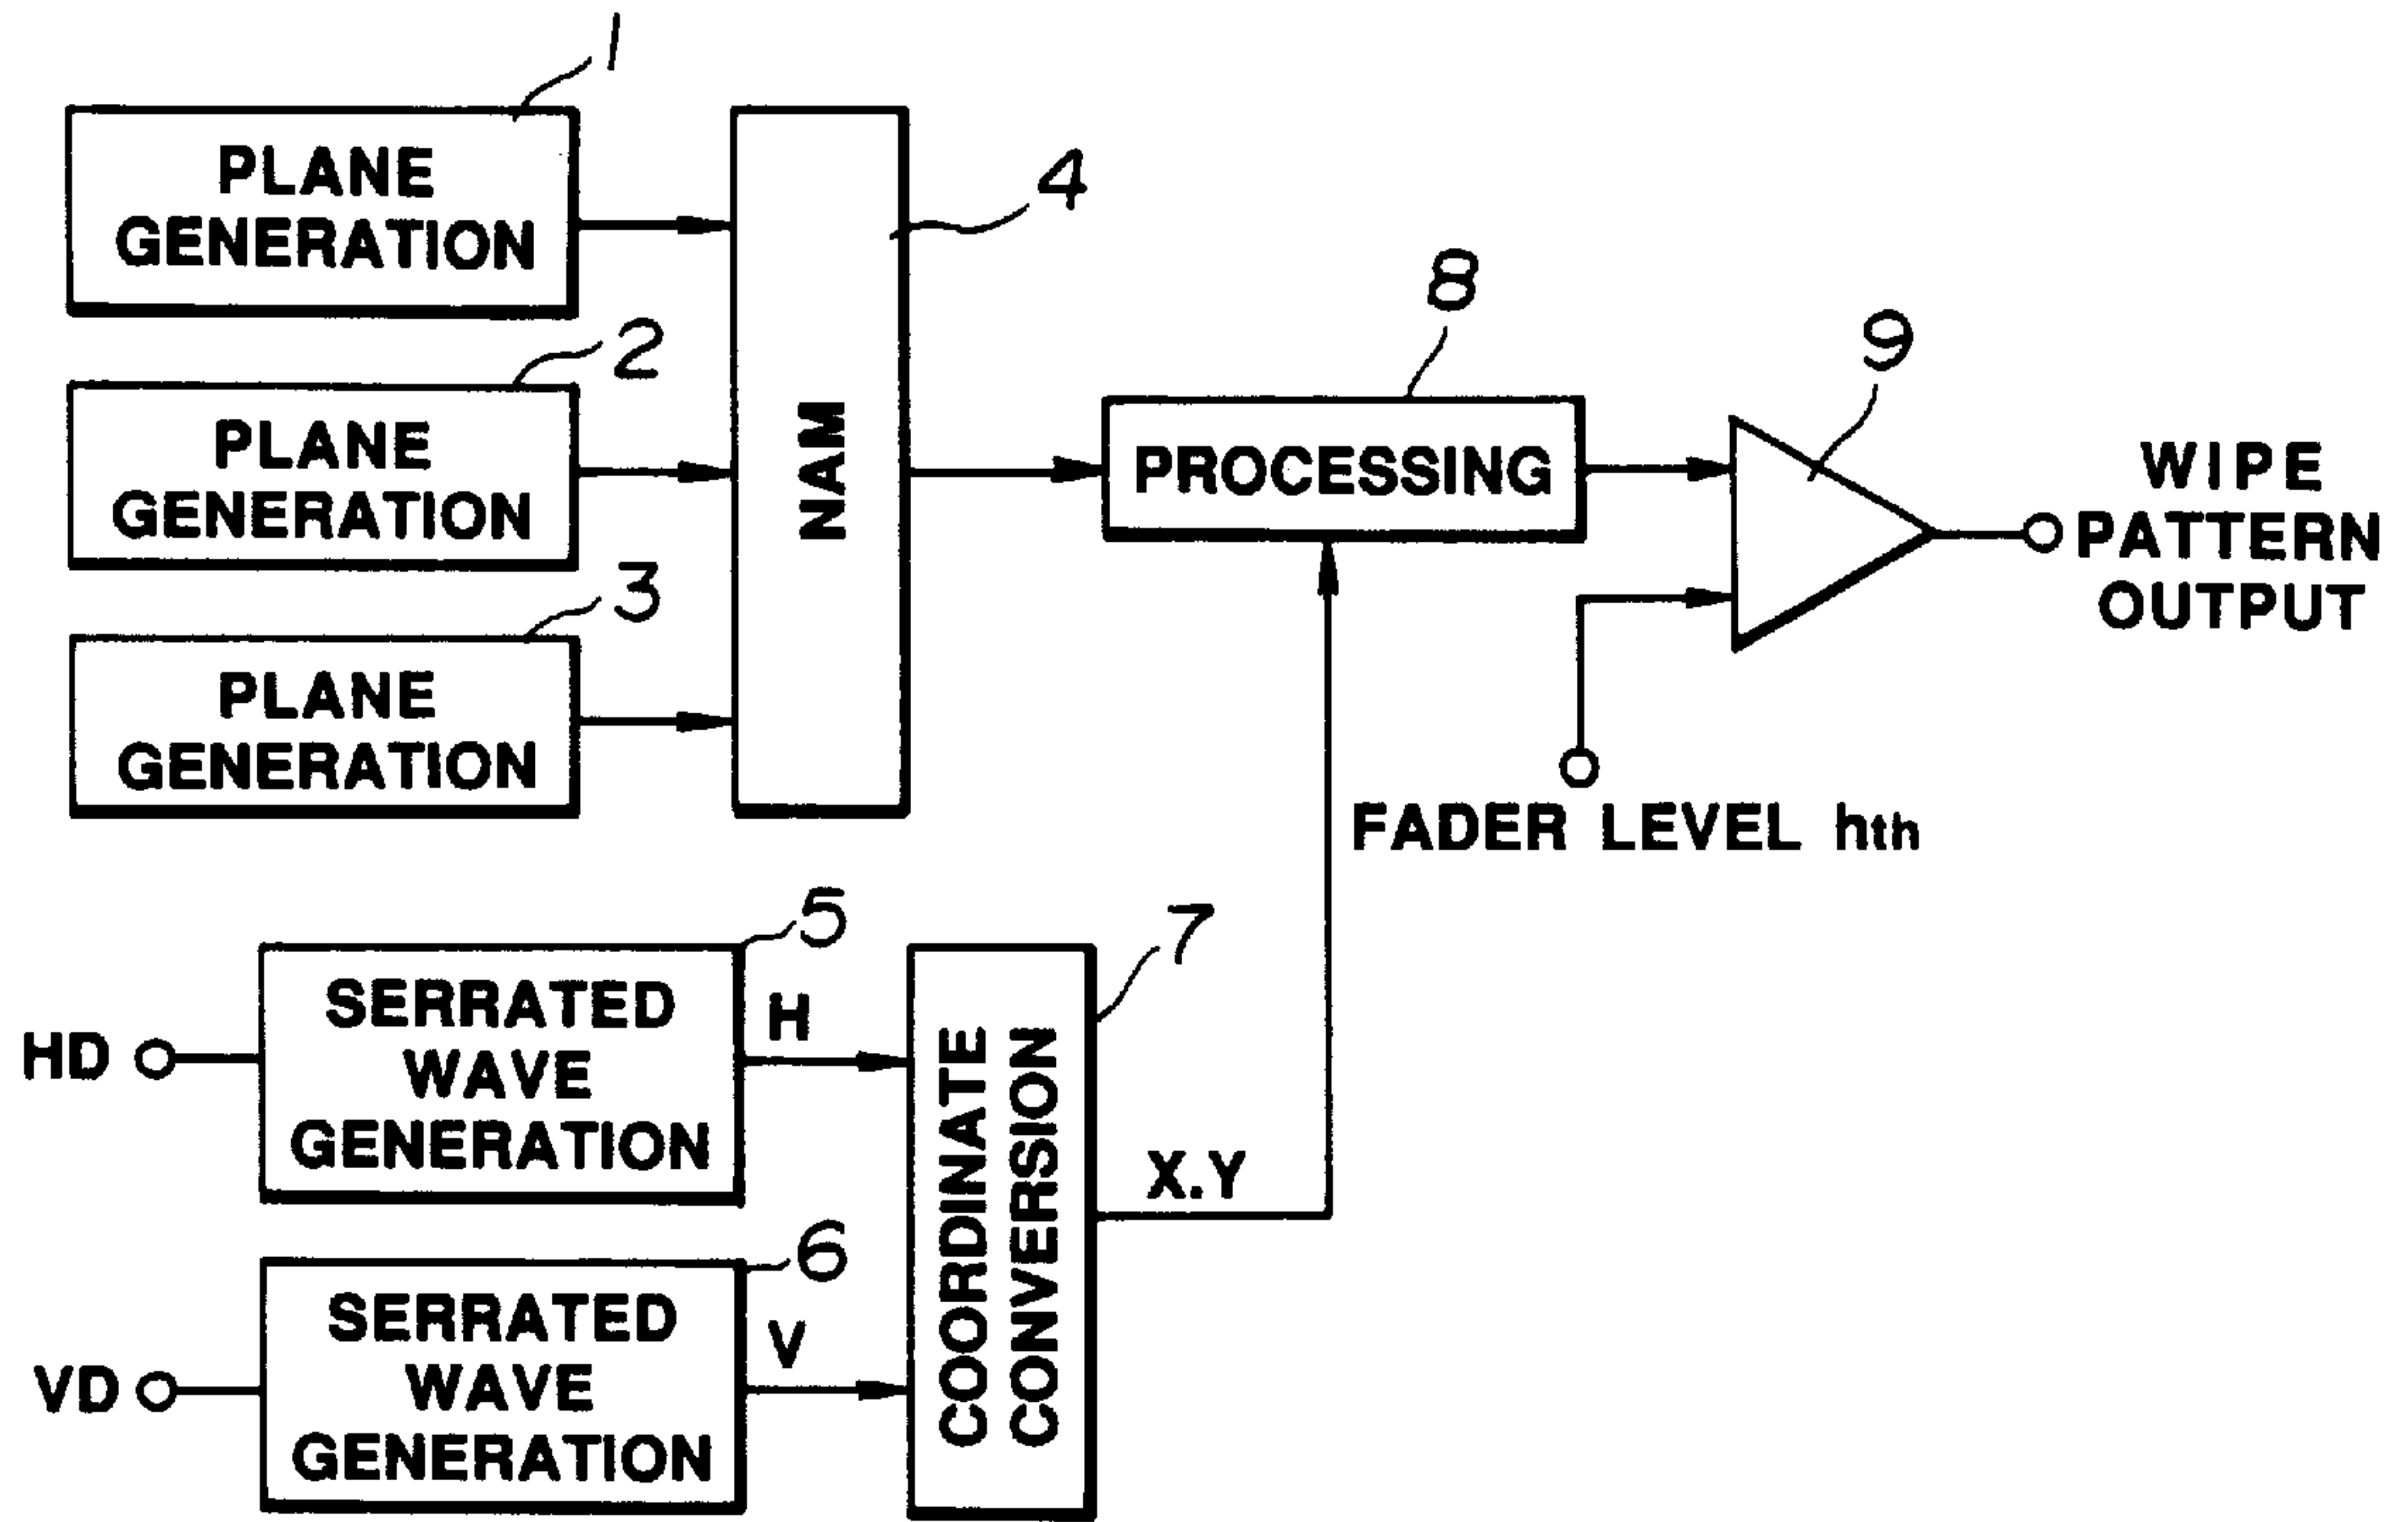 1
PLANE
GENERATION
2
PLANE
GENERATION
3
PLANE
GENERATION
4
NAM
8
PROCESSING
9
WIPE
PATTERN
OUTPUT
FADER LEVEL hth
HD
5
SERRATED
WAVE
GENERATION
H
VD
6
SERRATED
WAVE
GENERATION
V
7
COORDINATE
CONVERSION
X.Y